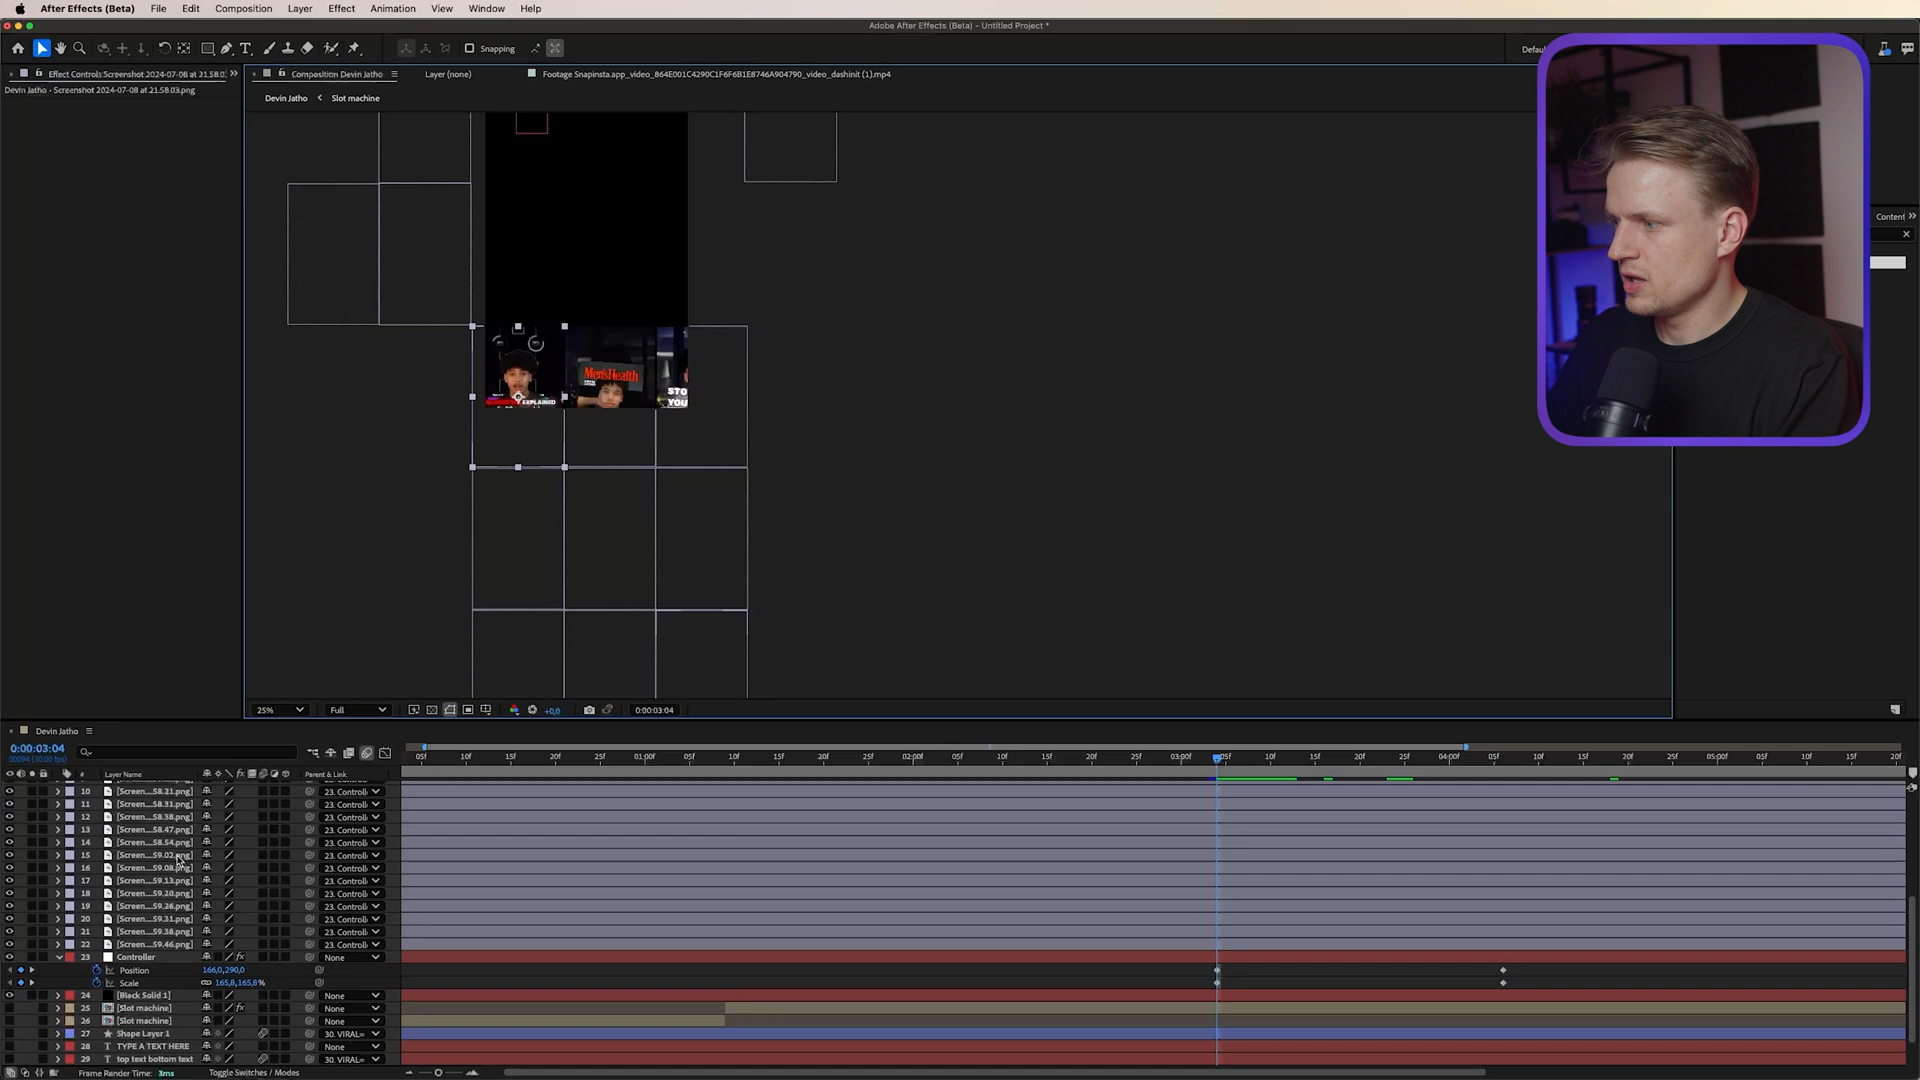 After Effects (Beta) File Edit Composition Layer Effect Animation View Window Help
Adobe After Effects (Beta) - Untitled Project *
Snapping
Effect Controls Screenshot 2024-07-08 at 21.58.0
Composition Devin Jatho
Layer (none)
Footage Snapinsta.app_video_864E001C4290C1F6F6B1E8746A904790_video_dashinit (1).mp4
Devin Jatho - Screenshot 2024-07-08 at 21.58.03.png
Devin Jatho < Slot machine
Content
Men'sHealth
EXPLAINED
STO
YOU
25% Full +0,0 0:00:03:04
Devin Jatho
0:00:03:04
00094 (30.00 fps)
05f 10f 15f 20f 25f 01:00f 05f 10f 15f 20f 25f 02:00f 05f 10f 15f 20f 25f 03:00f 05f 10f 15f 20f 25f 04:00f 05f 10f 15f 20f 25f 05:00f 05f 10f 15f 20f
# Layer Name Parent & Link
10 [Screen...58.21.png] 23. Controll
11 [Screen...58.31.png] 23. Controll
12 [Screen...58.38.png] 23. Controll
13 [Screen...58.47.png] 23. Controll
14 [Screen...58.54.png] 23. Controll
15 [Screen...59.02.png] 23. Controll
16 [Screen...59.08.png] 23. Controll
17 [Screen...59.13.png] 23. Controll
18 [Screen...59.20.png] 23. Controll
19 [Screen...59.26.png] 23. Controll
20 [Screen...59.31.png] 23. Controll
21 [Screen...59.38.png] 23. Controll
22 [Screen...59.46.png] 23. Controll
23 Controller None
Position 166,0,290,0
Scale 165,8,165,8%
24 [Black Solid 1] None
25 [Slot machine] None
26 [Slot machine] None
27 Shape Layer 1 30. VIRAL=
28 TYPE A TEXT HERE None
29 top text bottom text 30. VIRAL=
Frame Render Time: 3ms Toggle Switches / Modes